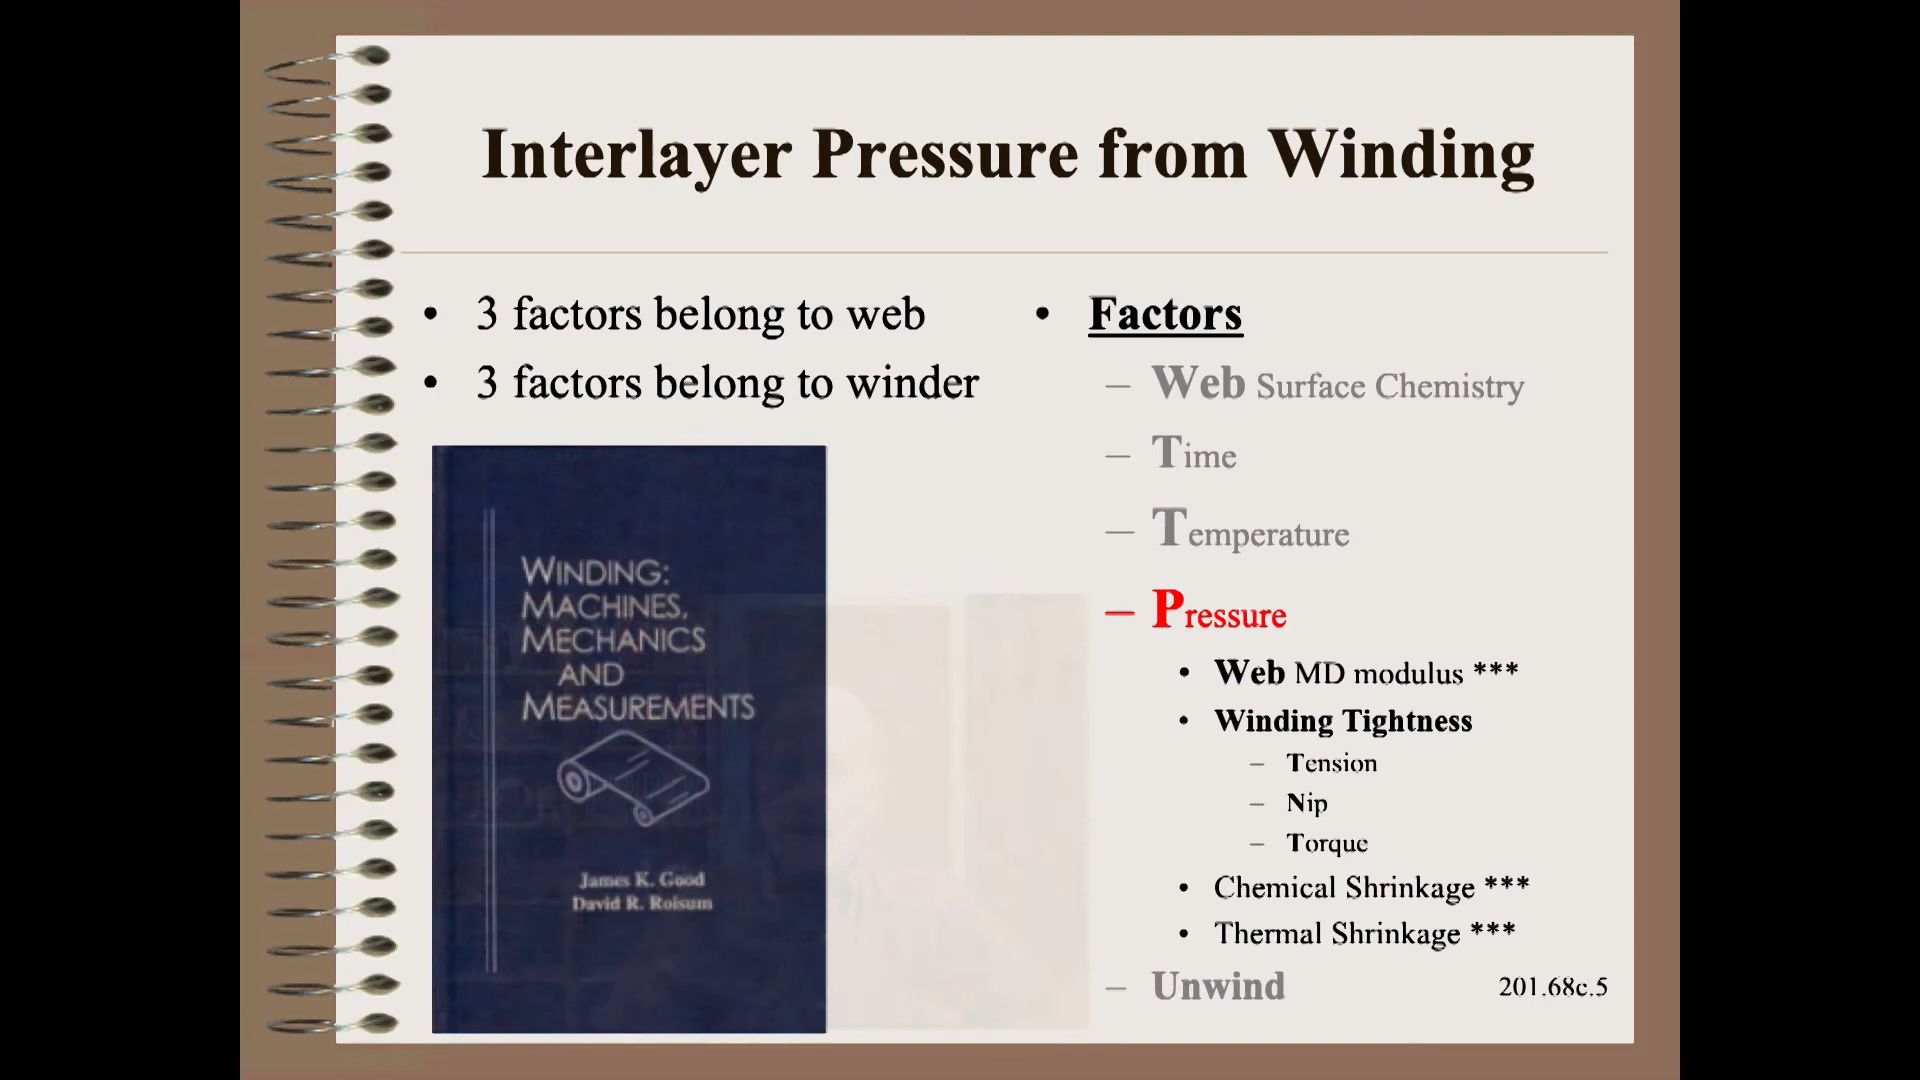 Interlayer Pressure from Winding
• 3 factors belong to web
• 3 factors belong to winder
WINDING:
MACHINES,
MECHANICS
AND
MEASUREMENTS
James K. Good
David R. Roisum
• Factors
– Web Surface Chemistry
– Time
– Temperature
– Pressure
• Web MD modulus ***
• Winding Tightness
– Tension
– Nip
– Torque
• Chemical Shrinkage ***
• Thermal Shrinkage ***
– Unwind
201.68c.5